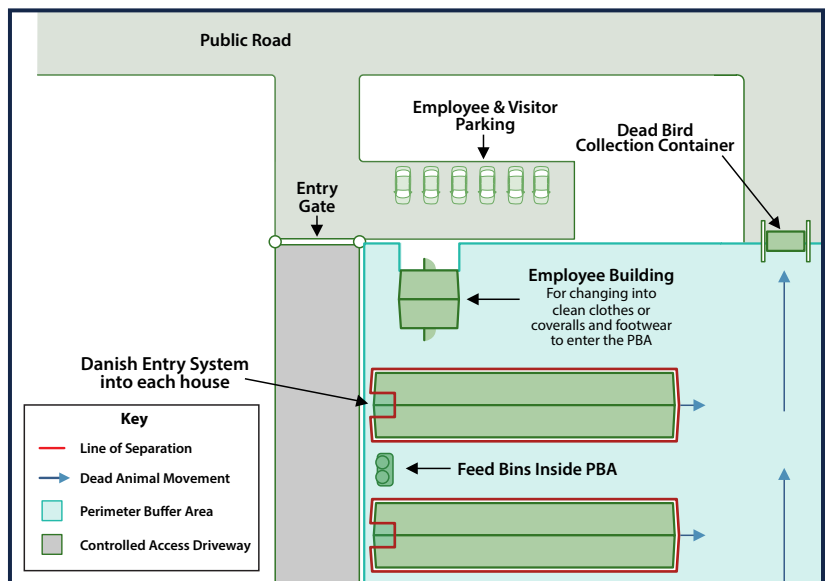 Public Road
Employee & Visitor
Parking
Dead Bird
Collection Container
Entry
Gate
Employee Building
For changing into
clean clothes or
coveralls and footwear
to enter the PBA
Danish Entry System
into each house
Key
Line of Separation
Dead Animal Movement
Perimeter Buffer Area
Controlled Access Driveway
Feed Bins Inside PBA